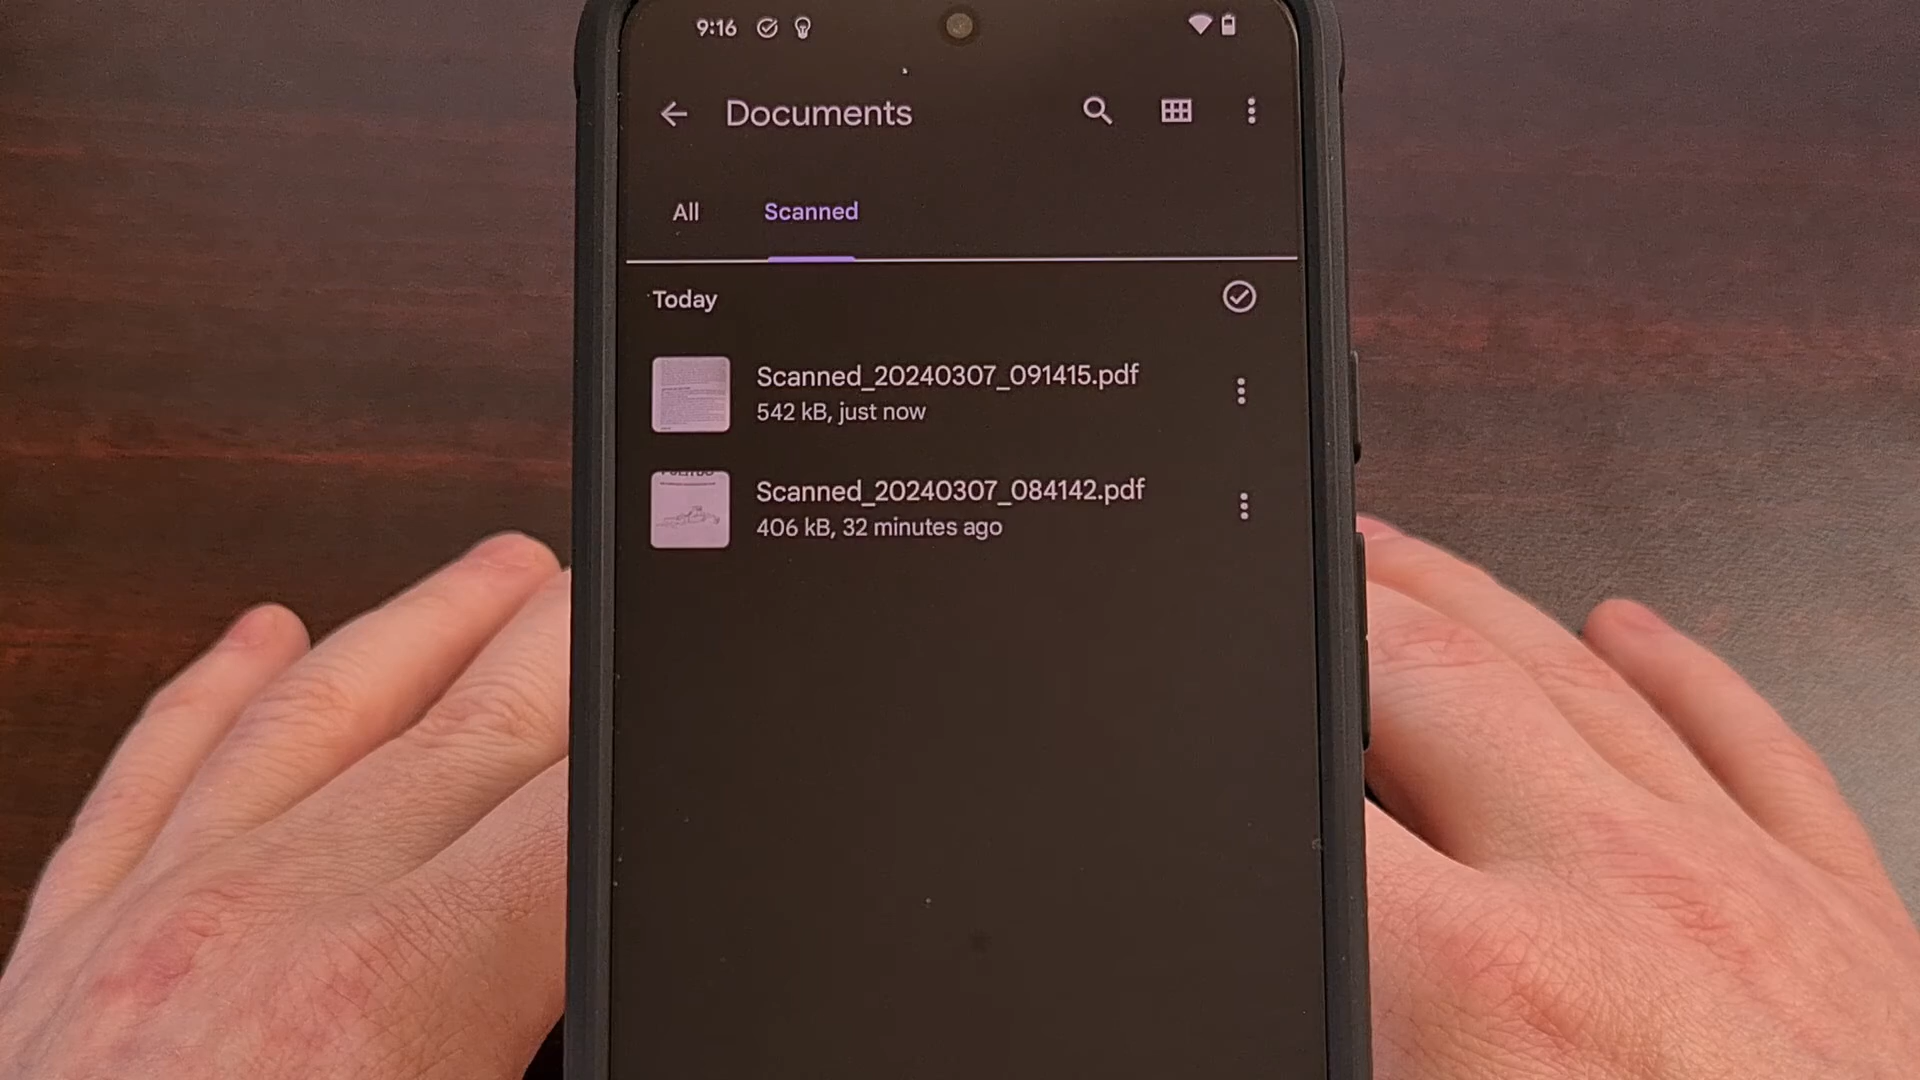 9:16
Documents
All
Scanned
Today
Scanned_20240307_091415.pdf
542 kB, just now
Scanned_20240307_084142.pdf
406 kB, 32 minutes ago